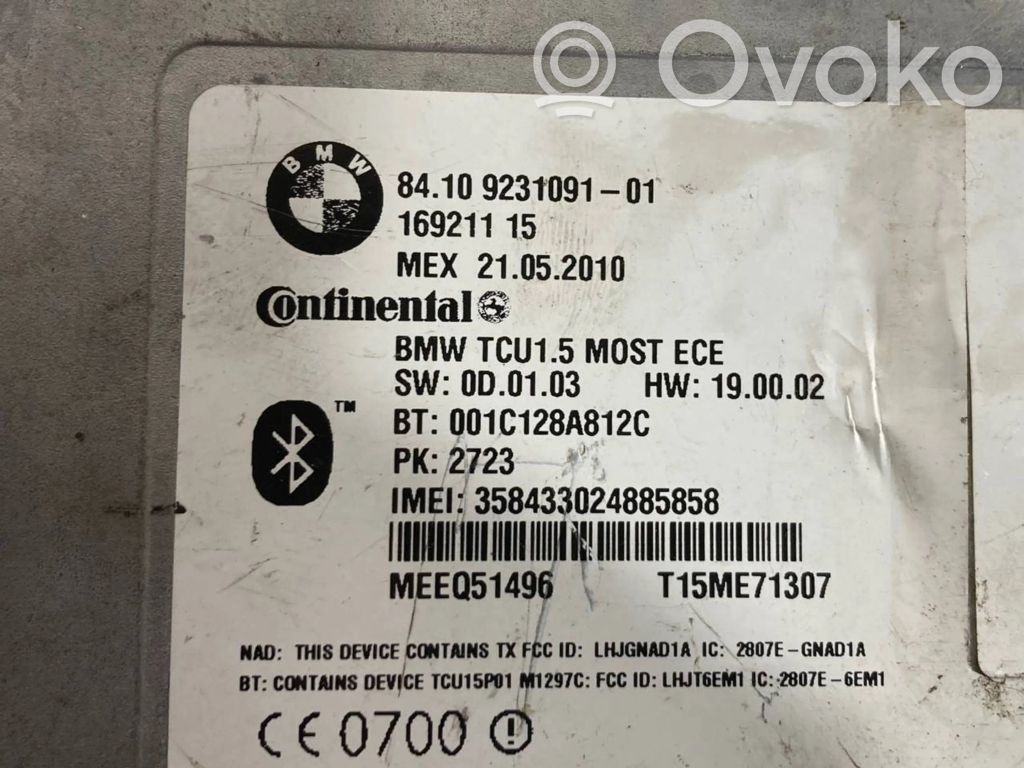 Ovoko
BMW
84.10 9231091-01
169211 15
MEX 21.05.2010
Continental
BMW TCU1.5 MOST ECE
SW: 0D.01.03 HW: 19.00.02
TM
BT: 001C128A812C
PK: 2723
IMEI: 358433024885858
MEEQ51496 T15ME71307
NAD: THIS DEVICE CONTAINS TX FCC ID: LHJGNAD1A IC: 2807E-GNAD1A
BT: CONTAINS DEVICE TCU15P01 M1297C: FCC ID: LHJT6EM1 IC: 2807E-6EM1
CE 0700